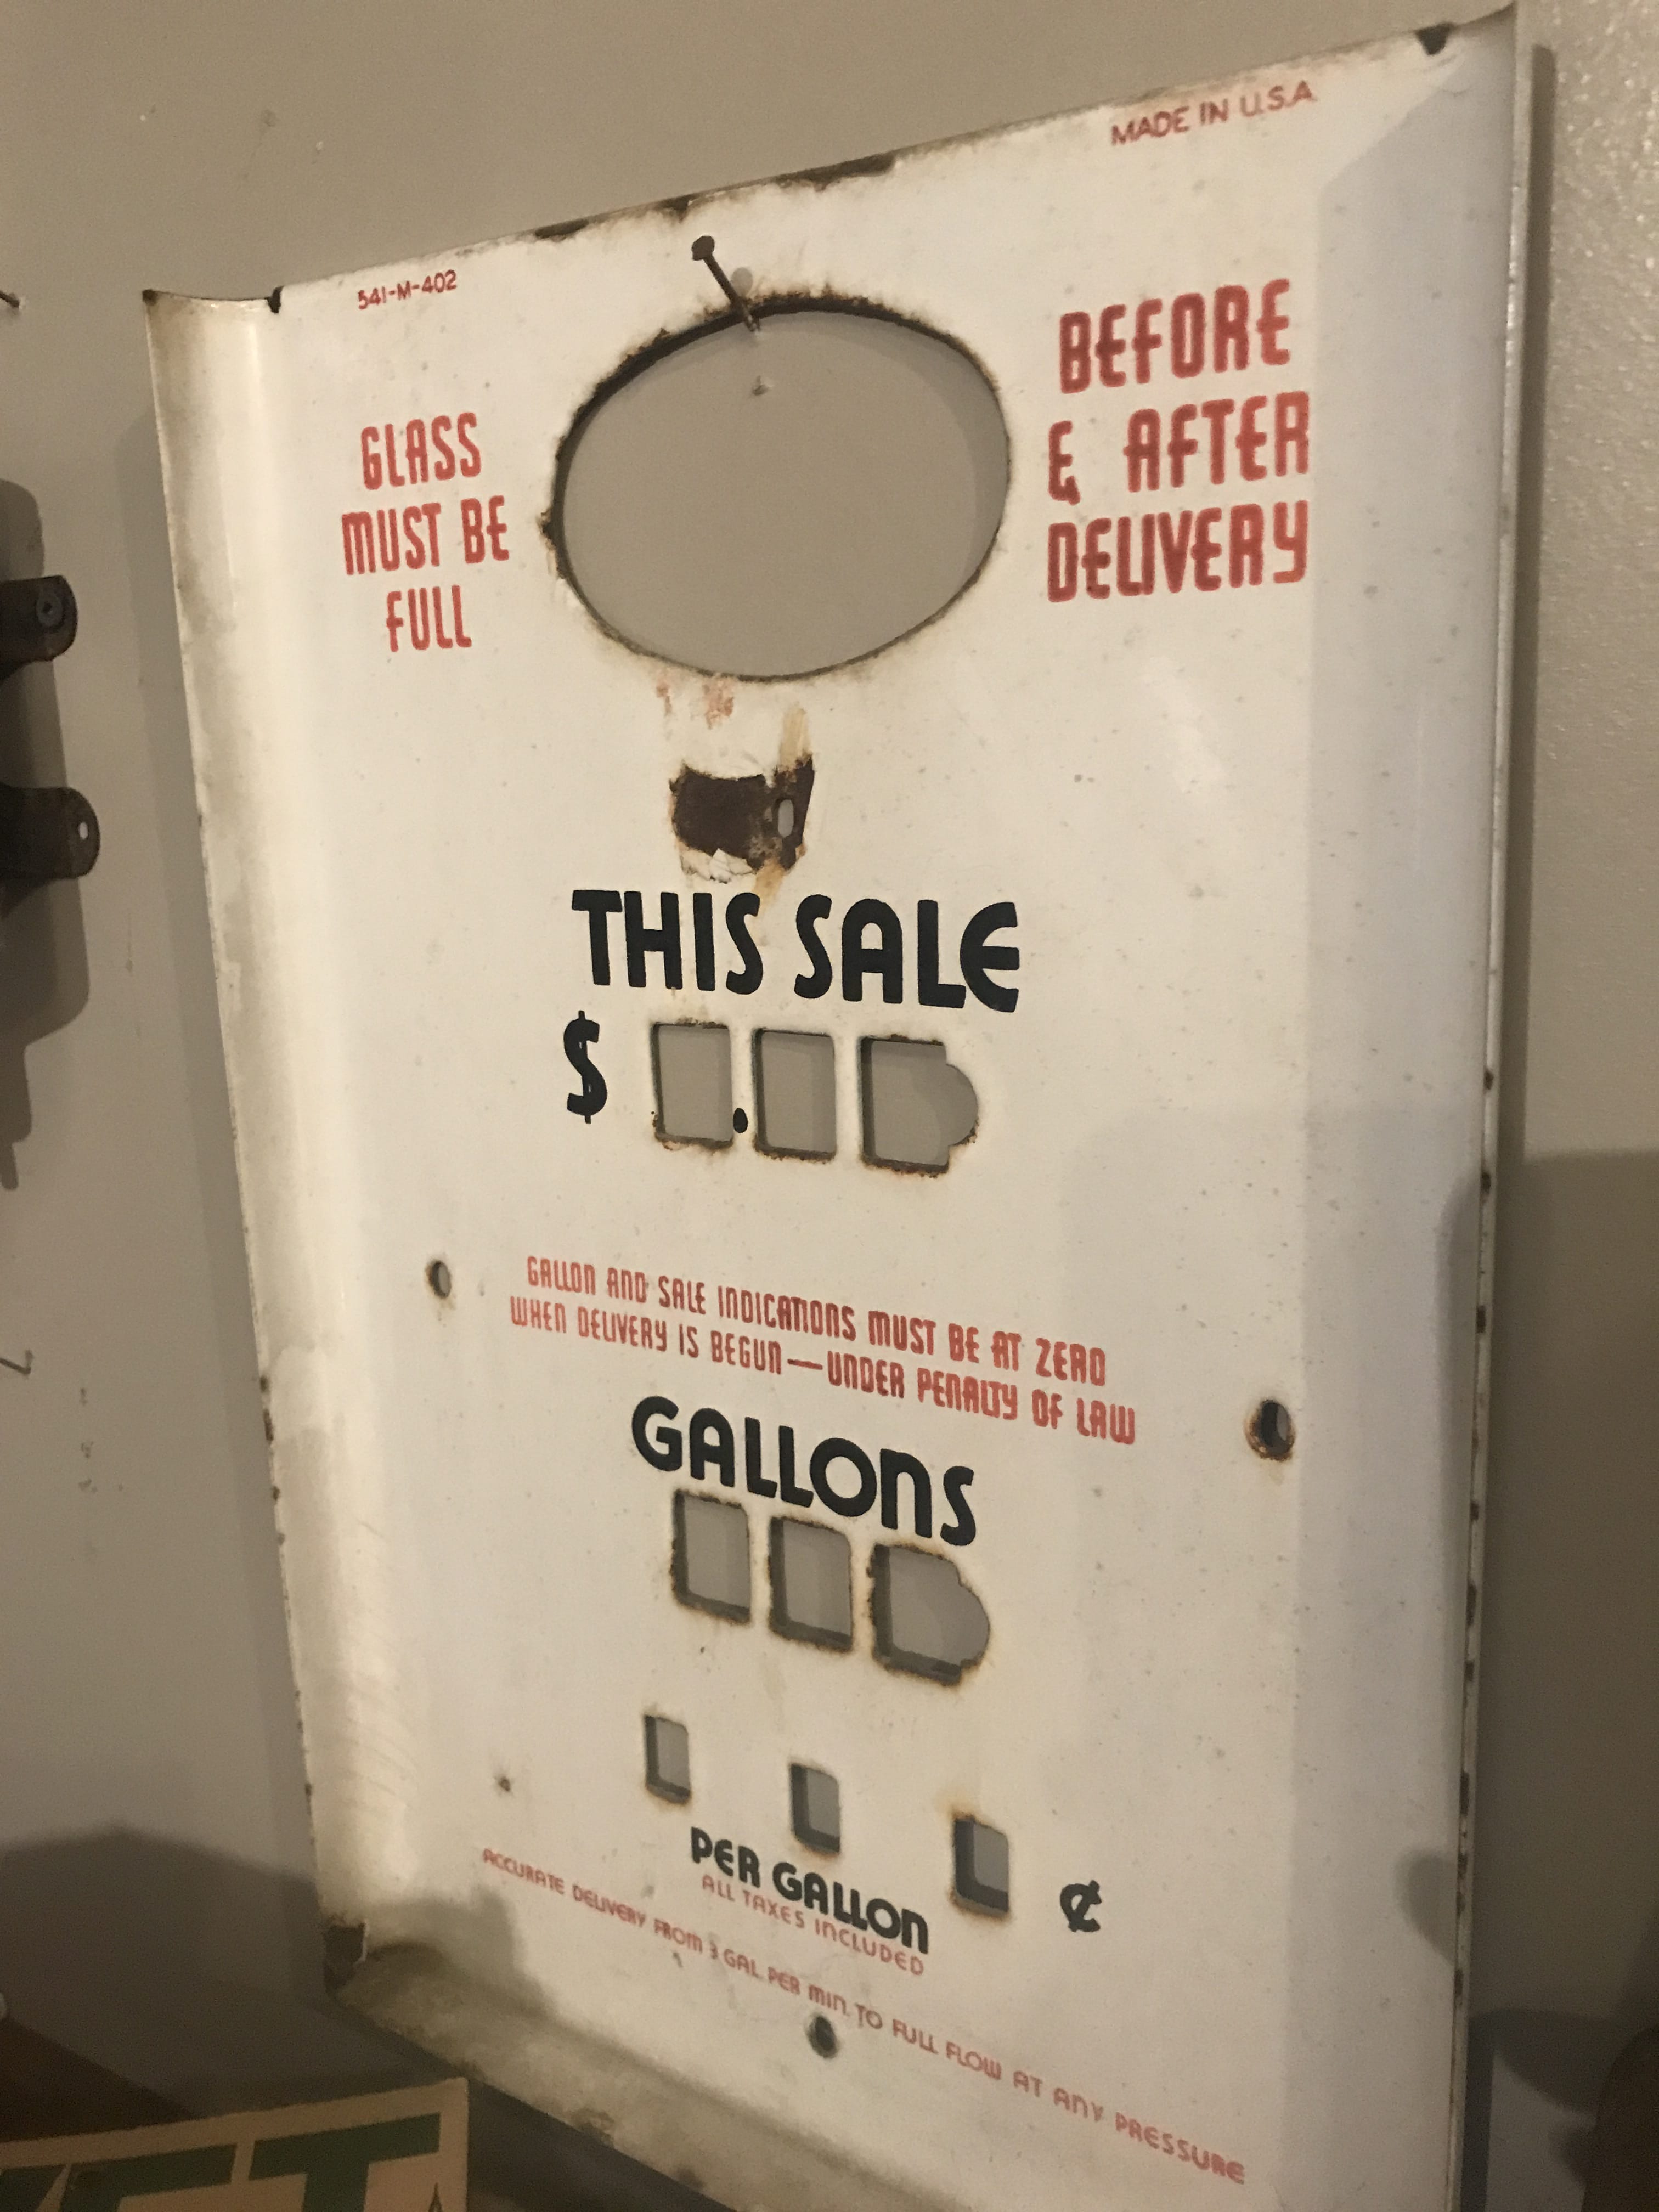 MADE IN U.S.A.
541-M-402
GLASS
MUST BE
FULL
BEFORE
& AFTER
DELIVERY
THIS SALE
$ .
GALLON AND SALE INDICATIONS MUST BE AT ZERO
WHEN DELIVERY IS BEGUN—UNDER PENALTY OF LAW
GALLONS
¢
PER GALLON
ALL TAXES INCLUDED
ACCURATE DELIVERY FROM 3 GAL. PER MIN. TO FULL FLOW AT ANY PRESSURE